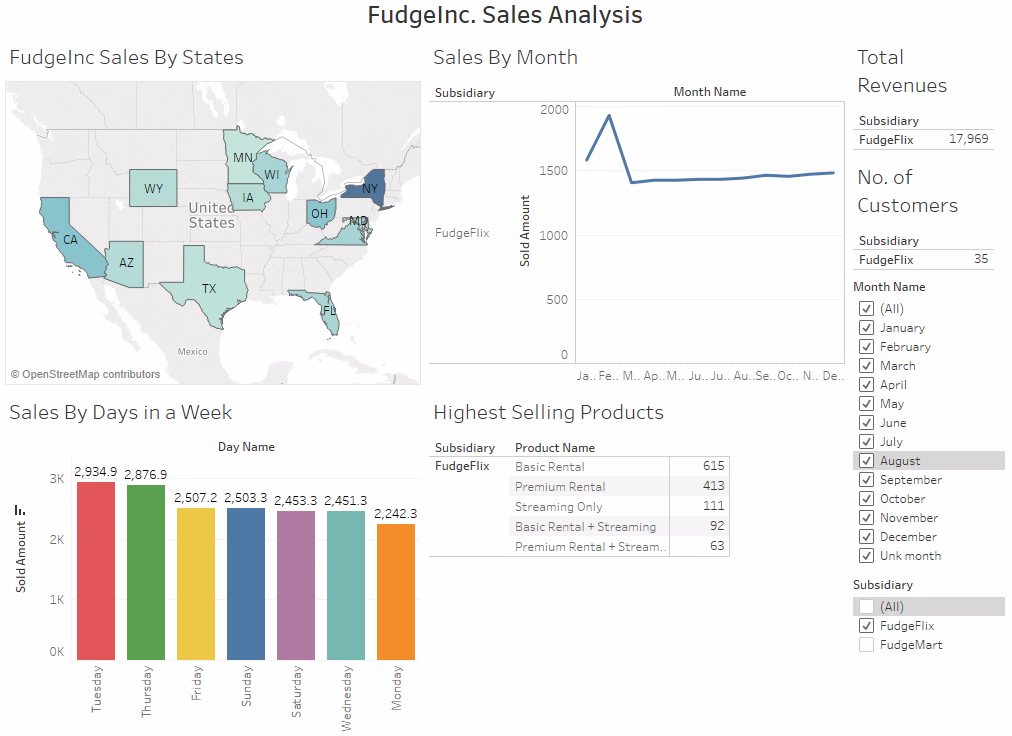 FudgeInc. Sales Analysis
FudgeInc Sales By States
MN
WI
WY
IA
NY
OH
MD
United
States
CA
AZ
TX
FL
Mexico
© OpenStreetMap contributors
Sales By Month
Subsidiary
Month Name
2000
1500
1000
500
0
Sold Amount
FudgeFlix
Ja.. Fe.. M.. Ap.. M.. Ju.. Ju.. Au.. Se.. Oc.. N.. De..
Total
Revenues
Subsidiary
FudgeFlix 17,969
No. of
Customers
Subsidiary
FudgeFlix 35
Month Name
(All)
January
February
March
April
May
June
July
August
September
October
November
December
Unk month
Subsidiary
(All)
FudgeFlix
FudgeMart
Sales By Days in a Week
Day Name
3K
2K
1K
0K
Sold Amount
2,934.9 2,876.9 2,507.2 2,503.3 2,453.3 2,451.3 2,242.3
Tuesday
Thursday
Friday
Sunday
Saturday
Wednesday
Monday
Highest Selling Products
Subsidiary Product Name
FudgeFlix Basic Rental 615
Premium Rental 413
Streaming Only 111
Basic Rental + Streaming 92
Premium Rental + Stream.. 63